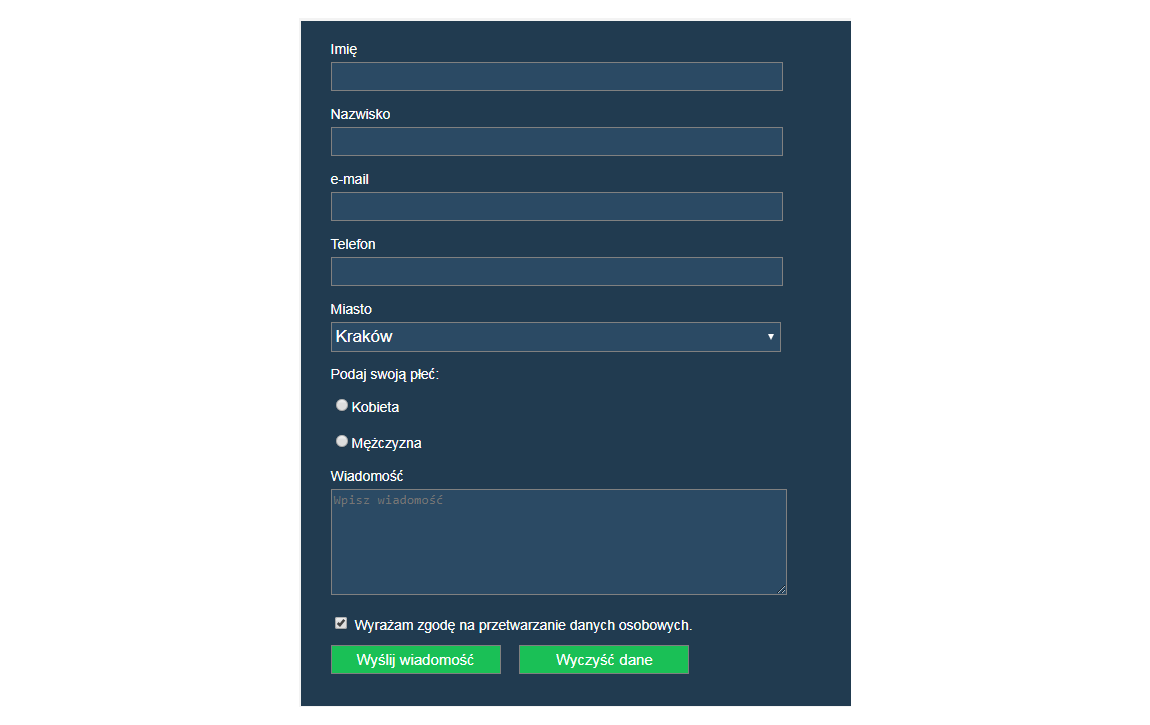 Imię
Nazwisko
e-mail
Telefon
Miasto
Kraków
Podaj swoją płeć:
Kobieta
Mężczyzna
Wiadomość
Wpisz wiadomość
Wyrażam zgodę na przetwarzanie danych osobowych.
Wyślij wiadomość Wyczyść dane